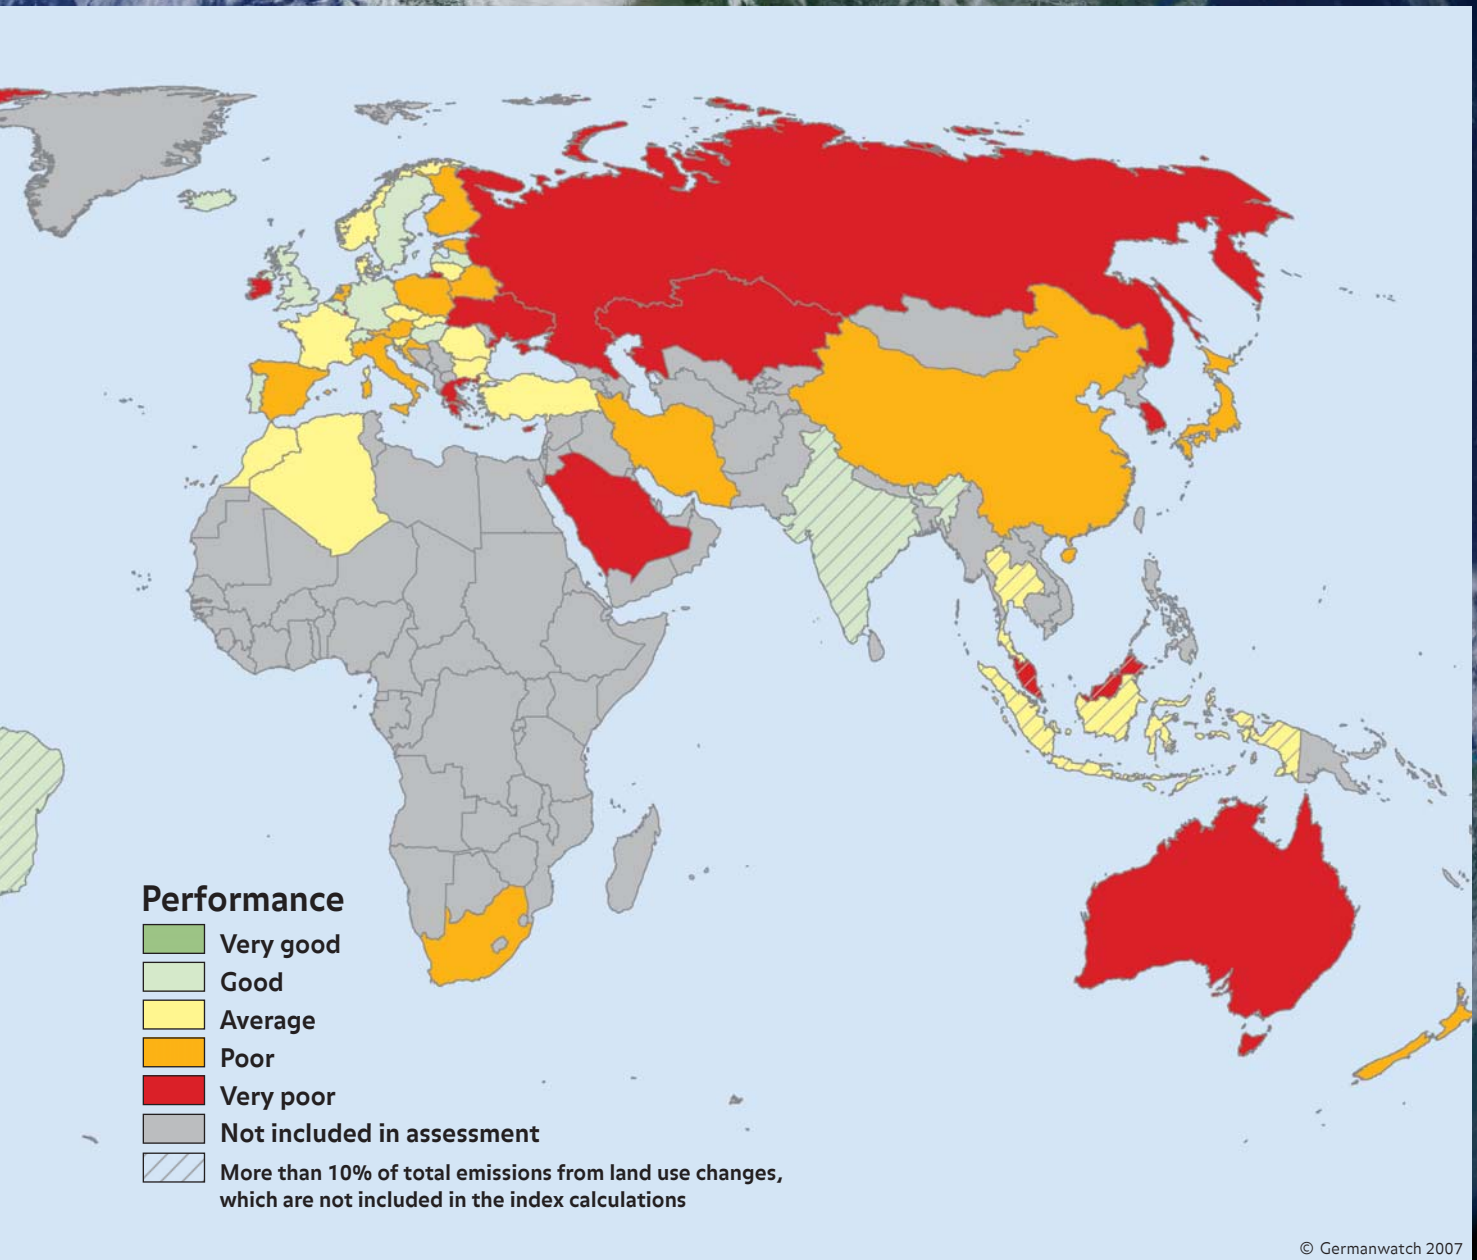 Performance
Very good
Good
Average
Poor
Very poor
Not included in assessment
More than 10% of total emissions from land use changes,
which are not included in the index calculations
© Germanwatch 2007